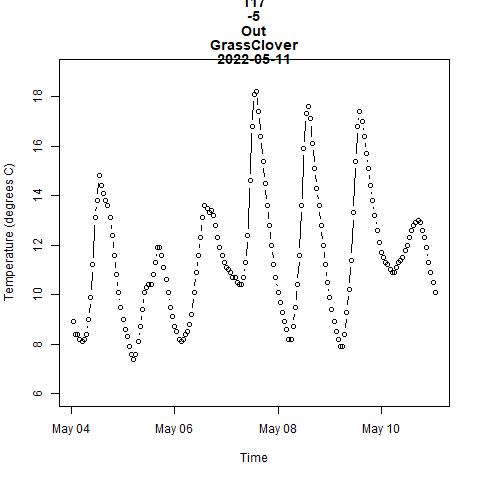 117
-5
Out
GrassClover
2022-05-11
Temperature (degrees C)
18
16
14
12
10
8
6
May 04
May 06
May 08
May 10
Time